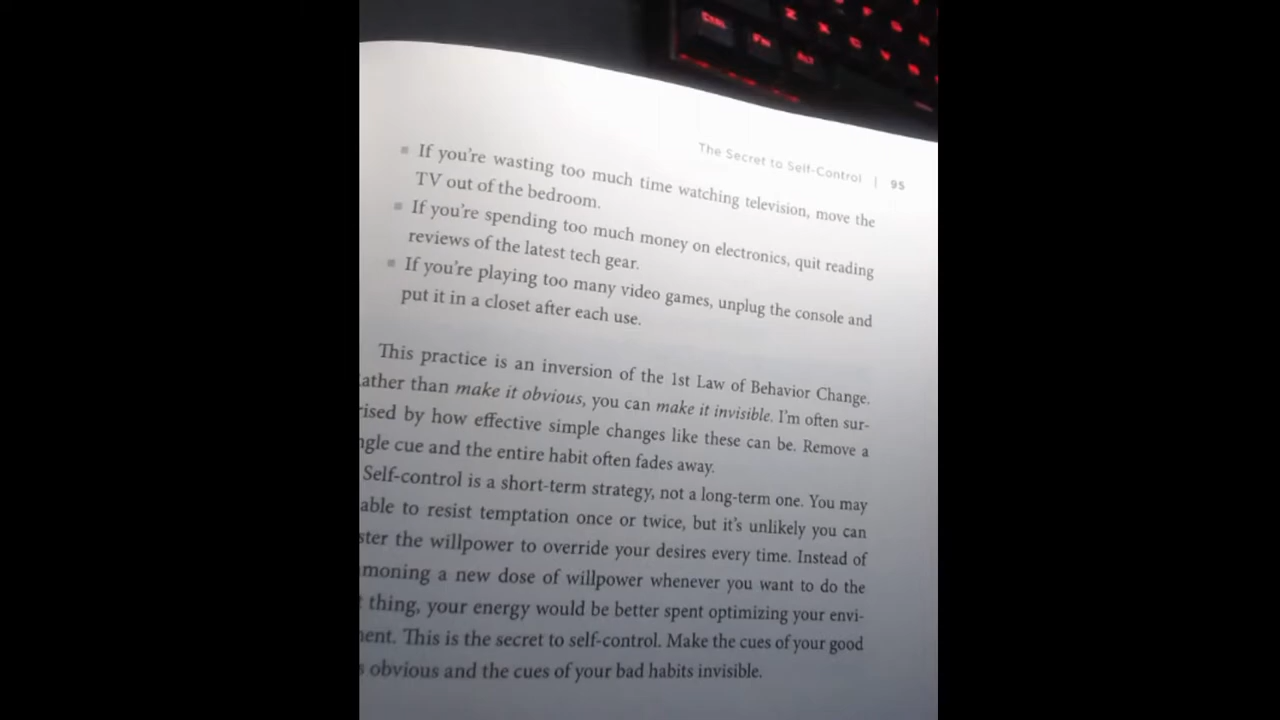 Ctrl
Fn
Alt
Z
X
C
V
B
The Secret to Self-Control | 95
If you're wasting too much time watching television, move the
TV out of the bedroom.
If you're spending too much money on electronics, quit reading
reviews of the latest tech gear.
If you're playing too many video games, unplug the console and
put it in a closet after each use.
This practice is an inversion of the 1st Law of Behavior Change.
ather than make it obvious, you can make it invisible. I'm often sur-
rised by how effective simple changes like these can be. Remove a
ngle cue and the entire habit often fades away.
Self-control is a short-term strategy, not a long-term one. You may
able to resist temptation once or twice, but it's unlikely you can
ster the willpower to override your desires every time. Instead of
moning a new dose of willpower whenever you want to do the
thing, your energy would be better spent optimizing your envi-
ent. This is the secret to self-control. Make the cues of your good
s obvious and the cues of your bad habits invisible.